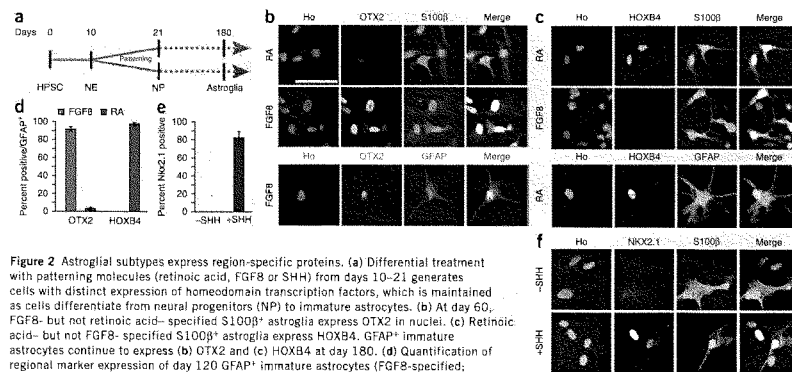 a
Days 0 10 21 180
Patterning
HPSC NE NP Astroglia
b
Ho OTX2 S100β Merge
RA
FGF8
Ho OTX2 GFAP Merge
FGF8
c
Ho HOXB4 S100β Merge
RA
FGF8
Ho HOXB4 GFAP Merge
RA
d
FGF8 RA
Percent positive/GFAP+
100
80
60
40
20
0
OTX2 HOXB4
e
Percent Nkx2.1 positive
100
80
60
40
20
0
–SHH +SHH
f
Ho NKX2.1 S100β Merge
–SHH
+SHH
Figure 2 Astroglial subtypes express region-specific proteins. (a) Differential treatment
with patterning molecules (retinoic acid, FGF8 or SHH) from days 10–21 generates
cells with distinct expression of homeodomain transcription factors, which is maintained
as cells differentiate from neural progenitors (NP) to immature astrocytes. (b) At day 60,
FGF8- but not retinoic acid– specified S100β+ astroglia express OTX2 in nuclei. (c) Retinoic
acid– but not FGF8- specified S100β+ astroglia express HOXB4. GFAP+ immature
astrocytes continue to express (b) OTX2 and (c) HOXB4 at day 180. (d) Quantification of
regional marker expression of day 120 GFAP+ immature astrocytes (FGF8-specified;